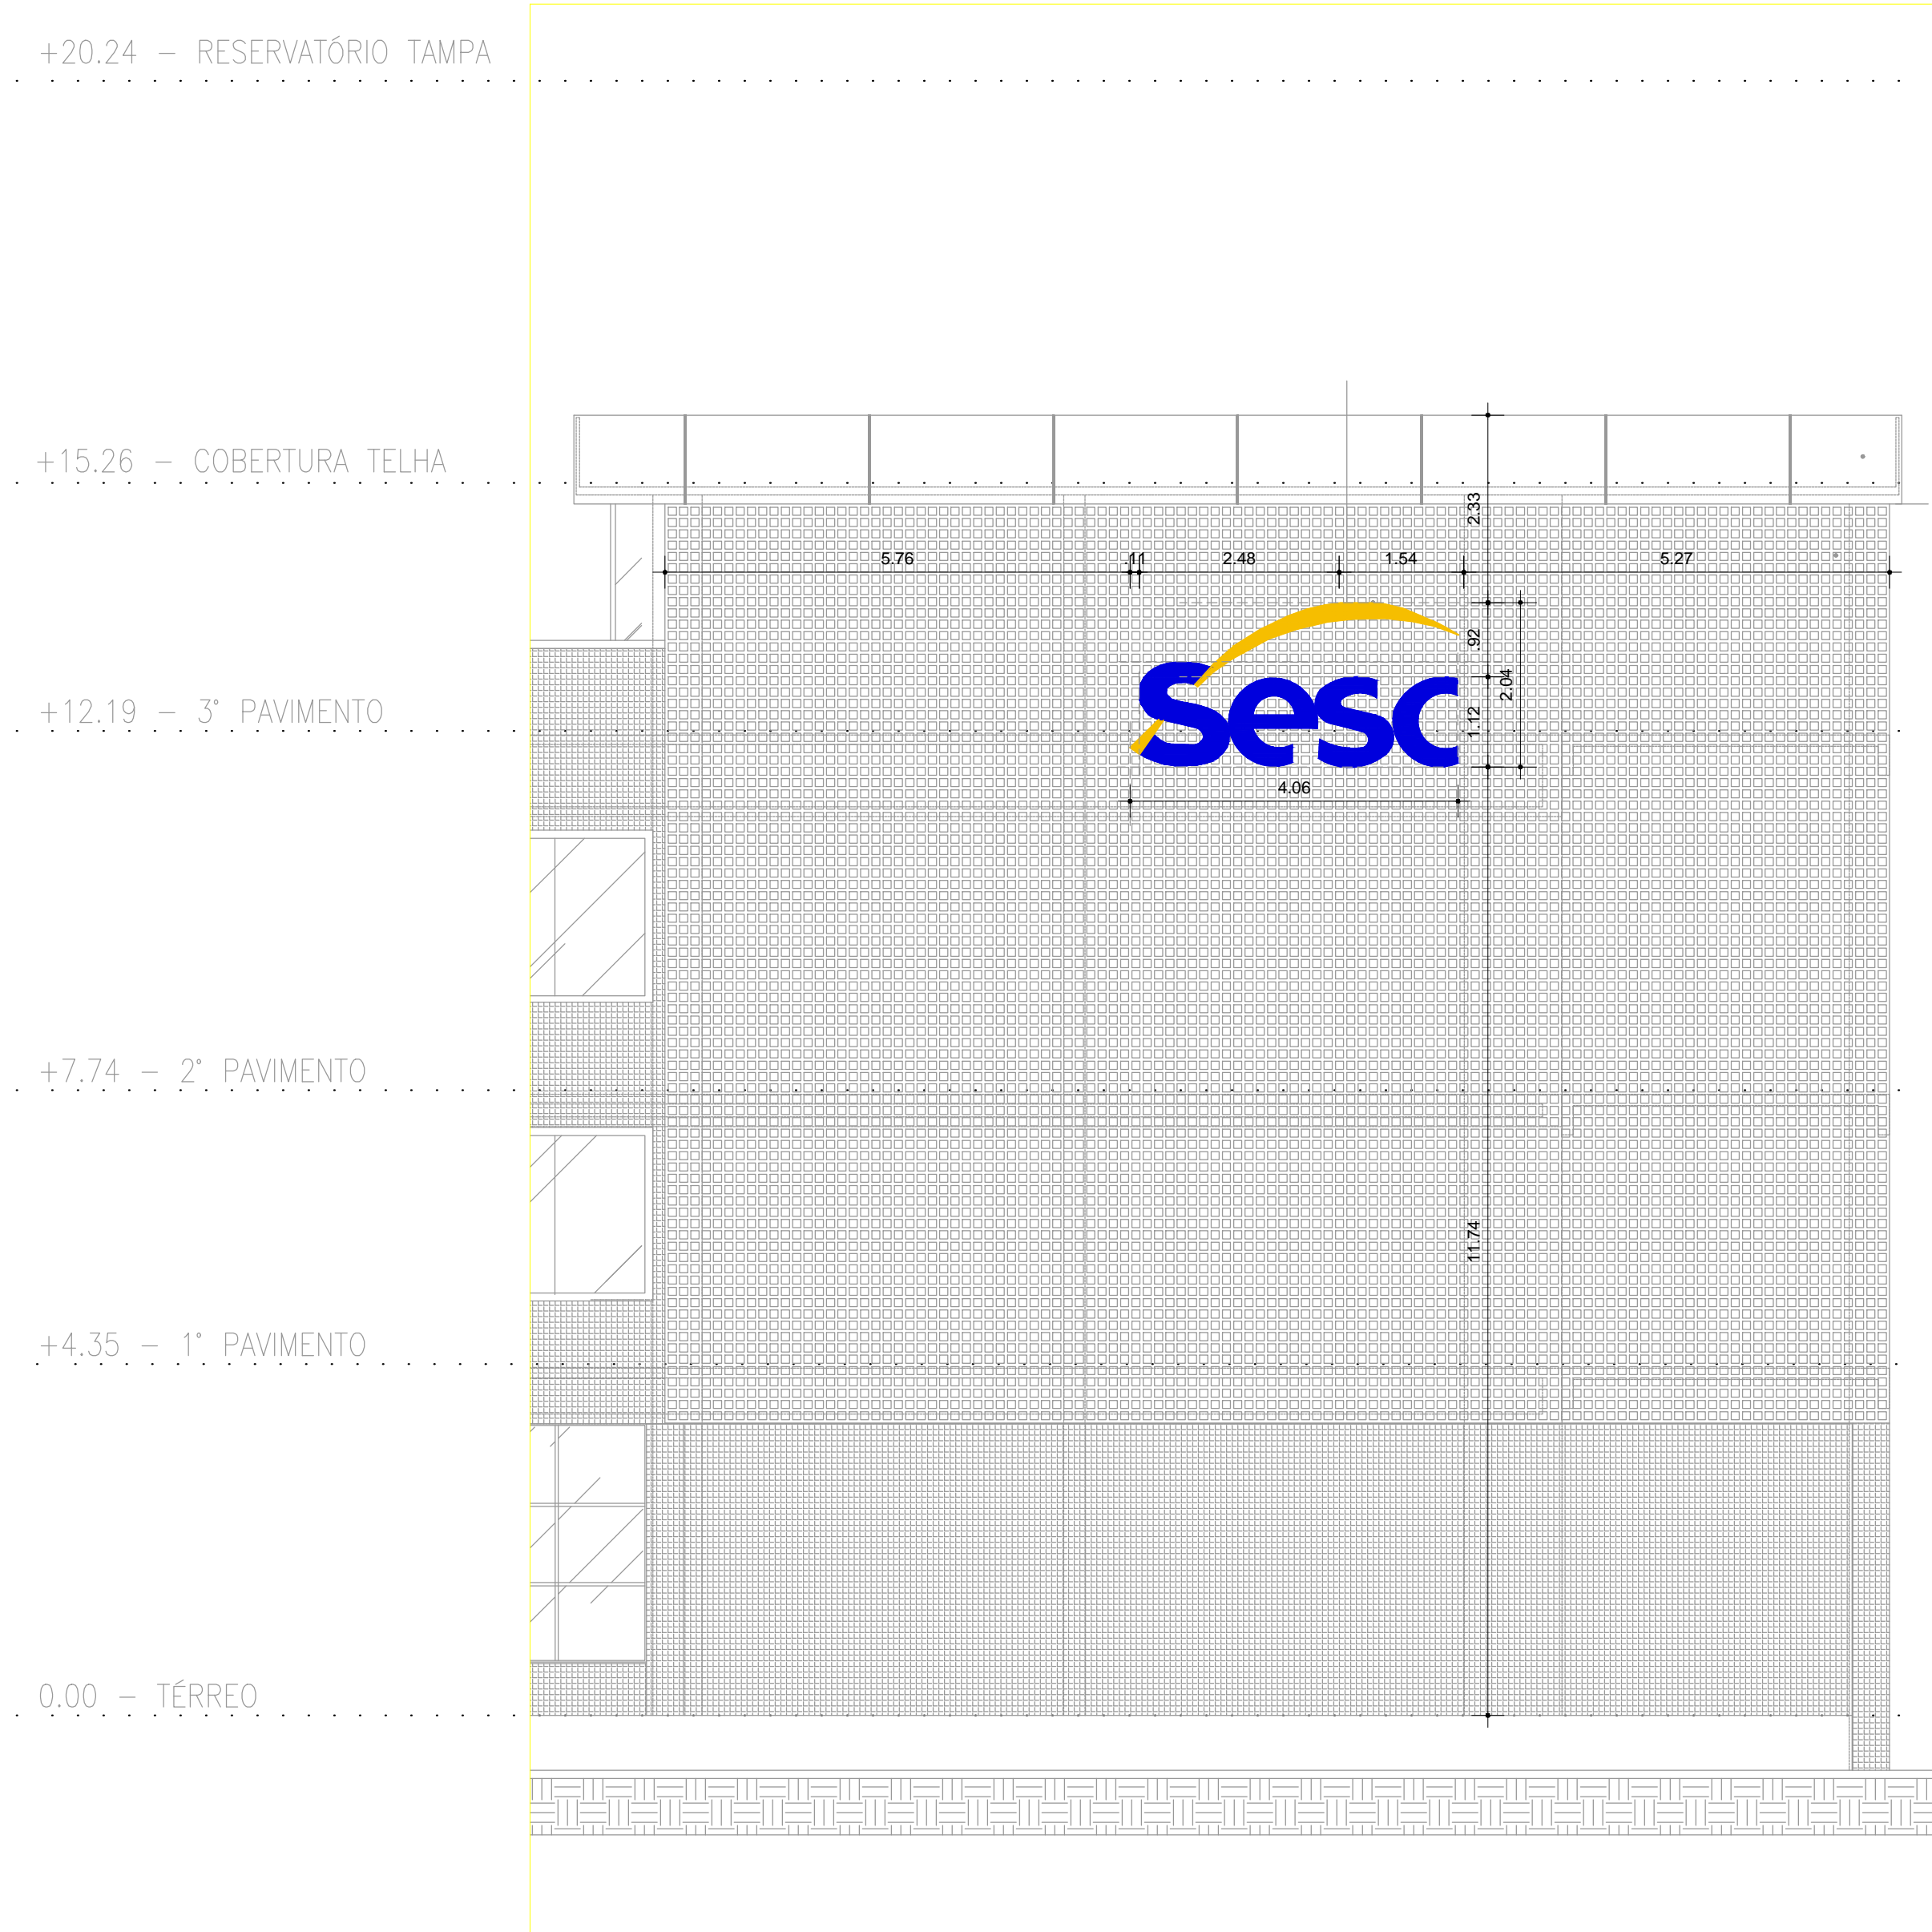 +20.24 - RESERVATÓRIO TAMPA
+15.26 - COBERTURA TELHA
2.33
5.76 .11 2.48 1.54 5.27
.92
2.04
sesc
+12.19 - 3° PAVIMENTO
1.12
4.06
+7.74 - 2° PAVIMENTO
11.74
+4.35 - 1° PAVIMENTO
0.00 - TÉRREO